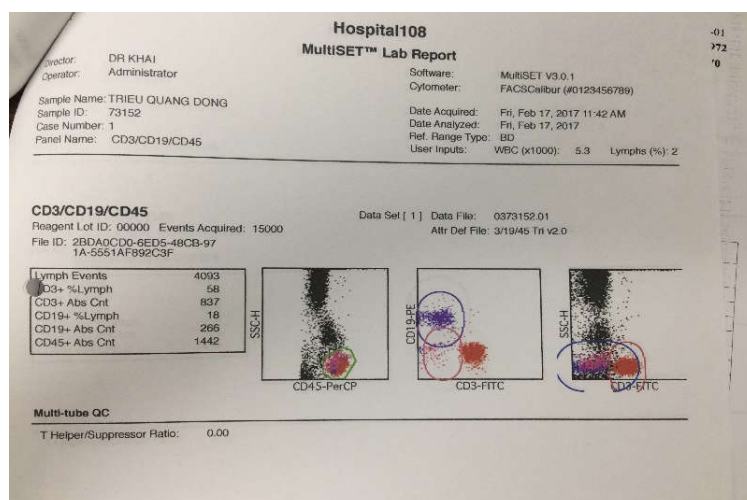 Hospital108
MultiSET™ Lab Report
Director: DR KHAI
Operator: Administrator
Software: MultiSET V3.0.1
Cytometer: FACSCalibur (#0123456789)
Sample Name: TRIEU QUANG DONG
Sample ID: 73152
Case Number: 1
Panel Name: CD3/CD19/CD45
Date Acquired: Fri, Feb 17, 2017 11:42 AM
Date Analyzed: Fri, Feb 17, 2017
Ref. Range Type: BD
User Inputs: WBC (x1000): 5.3 Lymphs (%): 2
-01
972
'0
CD3/CD19/CD45
Reagent Lot ID: 00000 Events Acquired: 15000
File ID: 2BDA0CD0-6ED5-48CB-97
1A-5551AF892C3F
Data Set [ 1 ] Data File: 0373152.01
Attr Def File: 3/19/45 Tri v2.0
Lymph Events 4093
CD3+ %Lymph 58
CD3+ Abs Cnt 837
CD19+ %Lymph 18
CD19+ Abs Cnt 266
CD45+ Abs Cnt 1442
SSC-H
CD45-PerCP
CD19-PE
CD3-FITC
SSC-H
CD3-FITC
Multi-tube QC
T Helper/Suppressor Ratio: 0.00